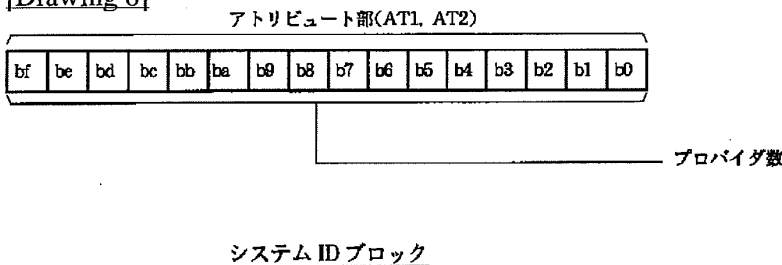 [Drawing 6]
アトリビュート部(AT1, AT2)
bf be bd bc bb ba b9 b8 b7 b6 b5 b4 b3 b2 b1 b0
プロバイダ数
システム ID ブロック